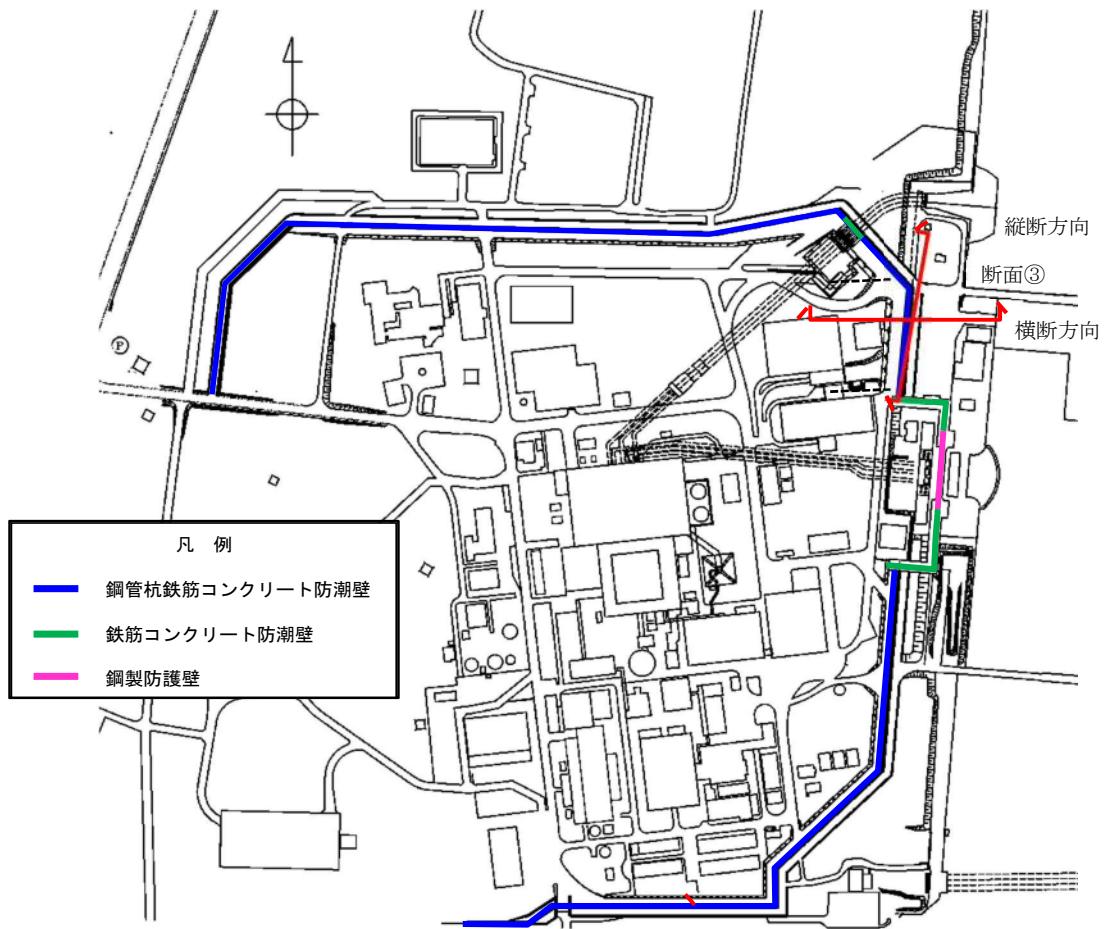 縦断方向
断面③
横断方向
Ⓟ
凡 例
鋼管杭鉄筋コンクリート防潮壁
鉄筋コンクリート防潮壁
鋼製防護壁